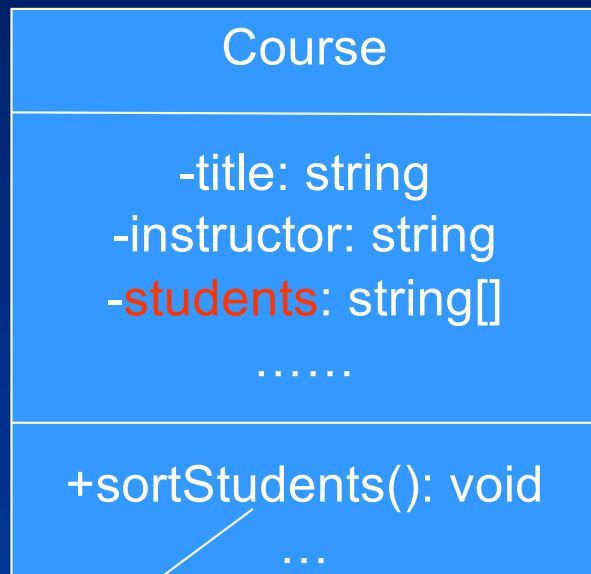 Course
-title: string
-instructor: string
-students: string[]
......
+sortStudents(): void
...